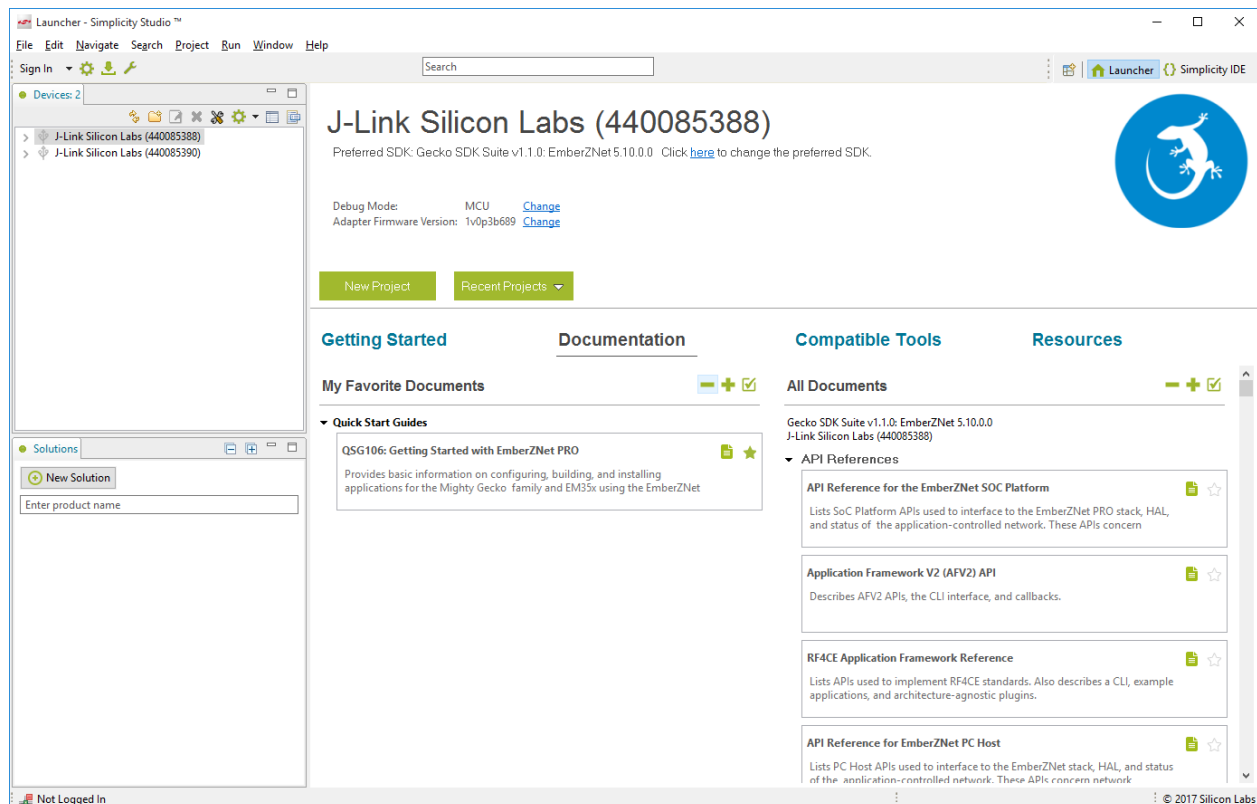 Launcher - Simplicity Studio ™
File Edit Navigate Search Project Run Window Help
Sign In
Search
Launcher
Simplicity IDE
Devices: 2
J-Link Silicon Labs (440085388)
J-Link Silicon Labs (440085390)
J-Link Silicon Labs (440085388)
Preferred SDK: Gecko SDK Suite v1.1.0: EmberZNet 5.10.0.0 Click here to change the preferred SDK.
Debug Mode: MCU Change
Adapter Firmware Version: 1v0p3b689 Change
New Project
Recent Projects
Getting Started
Documentation
Compatible Tools
Resources
My Favorite Documents
Quick Start Guides
QSG106: Getting Started with EmberZNet PRO
Provides basic information on configuring, building, and installing
applications for the Mighty Gecko family and EM35x using the EmberZNet
All Documents
Gecko SDK Suite v1.1.0: EmberZNet 5.10.0.0
J-Link Silicon Labs (440085388)
API References
API Reference for the EmberZNet SOC Platform
Lists SoC Platform APIs used to interface to the EmberZNet PRO stack, HAL,
and status of the application-controlled network. These APIs concern
Application Framework V2 (AFV2) API
Describes AFV2 APIs, the CLI interface, and callbacks.
RF4CE Application Framework Reference
Lists APIs used to implement RF4CE standards. Also describes a CLI, example
applications, and architecture-agnostic plugins.
API Reference for EmberZNet PC Host
Lists PC Host APIs used to interface to the EmberZNet stack, HAL, and status
of the application-controlled network. These APIs concern network
Solutions
New Solution
Enter product name
Not Logged In
© 2017 Silicon Labs